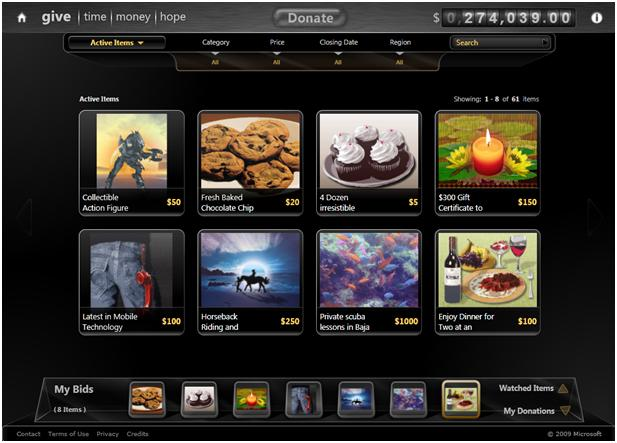 give | time | money | hope
Donate
$ 0,274,039.00
Active Items
Category
Price
Closing Date
Region
Search
All
All
All
All
Active Items
Showing: 1 - 8 of 61 items
Collectible
Action Figure
$50
Fresh Baked
Chocolate Chip
$20
4 Dozen
irresistible
$5
$300 Gift
Certificate to
$150
Latest in Mobile
Technology
$100
Horseback
Riding and
$250
Private scuba
lessons in Baja
$1000
Enjoy Dinner for
Two at an
$100
My Bids
( 8 Items )
Watched Items
My Donations
Contact
Terms of Use
Privacy
Credits
© 2009 Microsoft